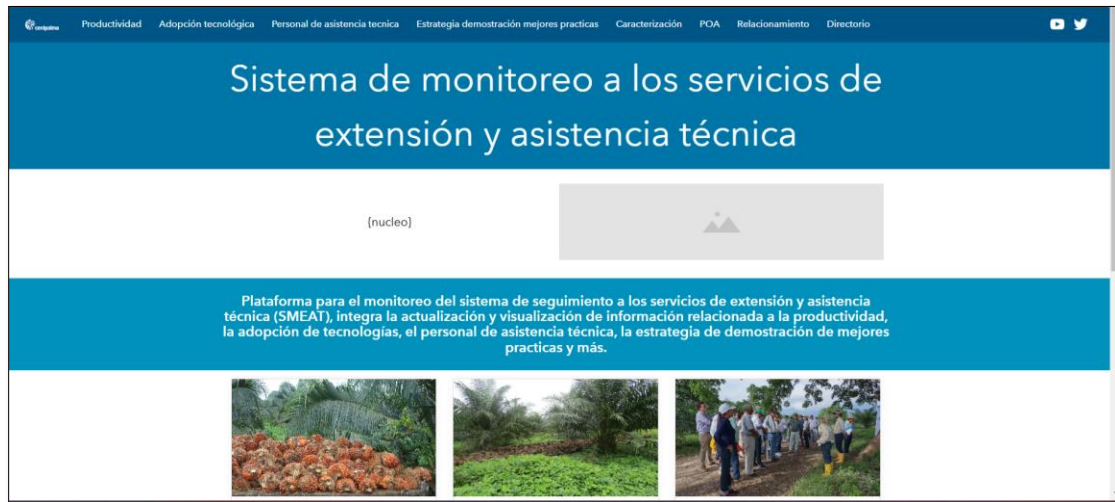 cenipalma
Productividad
Adopción tecnológica
Personal de asistencia tecnica
Estrategia demostración mejores practicas
Caracterización
POA
Relacionamiento
Directorio
Sistema de monitoreo a los servicios de
extensión y asistencia técnica
{nucleo}
Plataforma para el monitoreo del sistema de seguimiento a los servicios de extensión y asistencia
técnica (SMEAT), integra la actualización y visualización de información relacionada a la productividad,
la adopción de tecnologías, el personal de asistencia técnica, la estrategia de demostración de mejores
practicas y más.